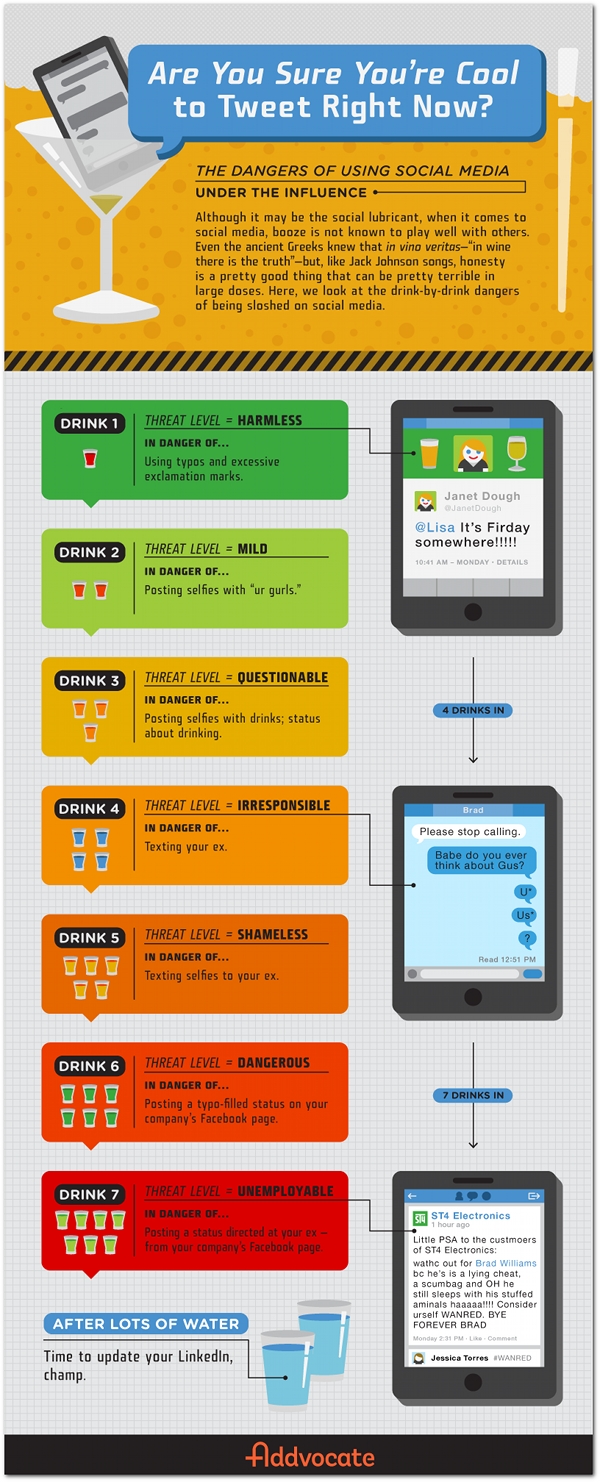 Are You Sure You're Cool
to Tweet Right Now?
THE DANGERS OF USING SOCIAL MEDIA
UNDER THE INFLUENCE
Although it may be the social lubricant, when it comes to
social media, booze is not known to play well with others.
Even the ancient Greeks knew that in vino veritas—“in wine
there is the truth”—but, like Jack Johnson songs, honesty
is a pretty good thing that can be pretty terrible in
large doses. Here, we look at the drink-by-drink dangers
of being sloshed on social media.
DRINK 1
THREAT LEVEL = HARMLESS
IN DANGER OF...
Using typos and excessive
exclamation marks.
Janet Dough
@JanetDough
@Lisa It's Firday
somewhere!!!!!
10:41 AM – MONDAY · DETAILS
DRINK 2
THREAT LEVEL = MILD
IN DANGER OF...
Posting selfies with “ur gurls.”
DRINK 3
THREAT LEVEL = QUESTIONABLE
IN DANGER OF...
Posting selfies with drinks; status
about drinking.
4 DRINKS IN
DRINK 4
THREAT LEVEL = IRRESPONSIBLE
IN DANGER OF...
Texting your ex.
Brad
Please stop calling.
Babe do you ever
think about Gus?
U*
Us*
?
Read 12:51 PM
DRINK 5
THREAT LEVEL = SHAMELESS
IN DANGER OF...
Texting selfies to your ex.
DRINK 6
THREAT LEVEL = DANGEROUS
IN DANGER OF...
Posting a typo-filled status on your
company's Facebook page.
7 DRINKS IN
DRINK 7
THREAT LEVEL = UNEMPLOYABLE
IN DANGER OF...
Posting a status directed at your ex –
from your company's Facebook page.
ST4
ST4 Electronics
1 hour ago
Little PSA to the custmoers
of ST4 Electronics:
wathc out for Brad Williams
bc he's is a lying cheat,
a scumbag and OH he
still sleeps with his stuffed
aminals haaaaa!!!! Consider
urself WANRED. BYE
FOREVER BRAD
Monday 2:31 PM · Like · Comment
Jessica Torres #WANRED
AFTER LOTS OF WATER
Time to update your LinkedIn,
champ.
Addvocate